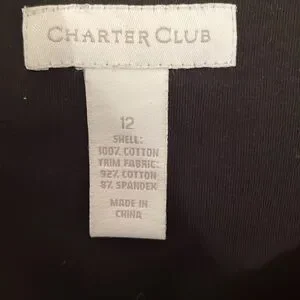 CHARTER CLUB
12
SHELL:
100% COTTON
TRIM FABRIC:
92% COTTON
8% SPANDEX
MADE IN
CHINA